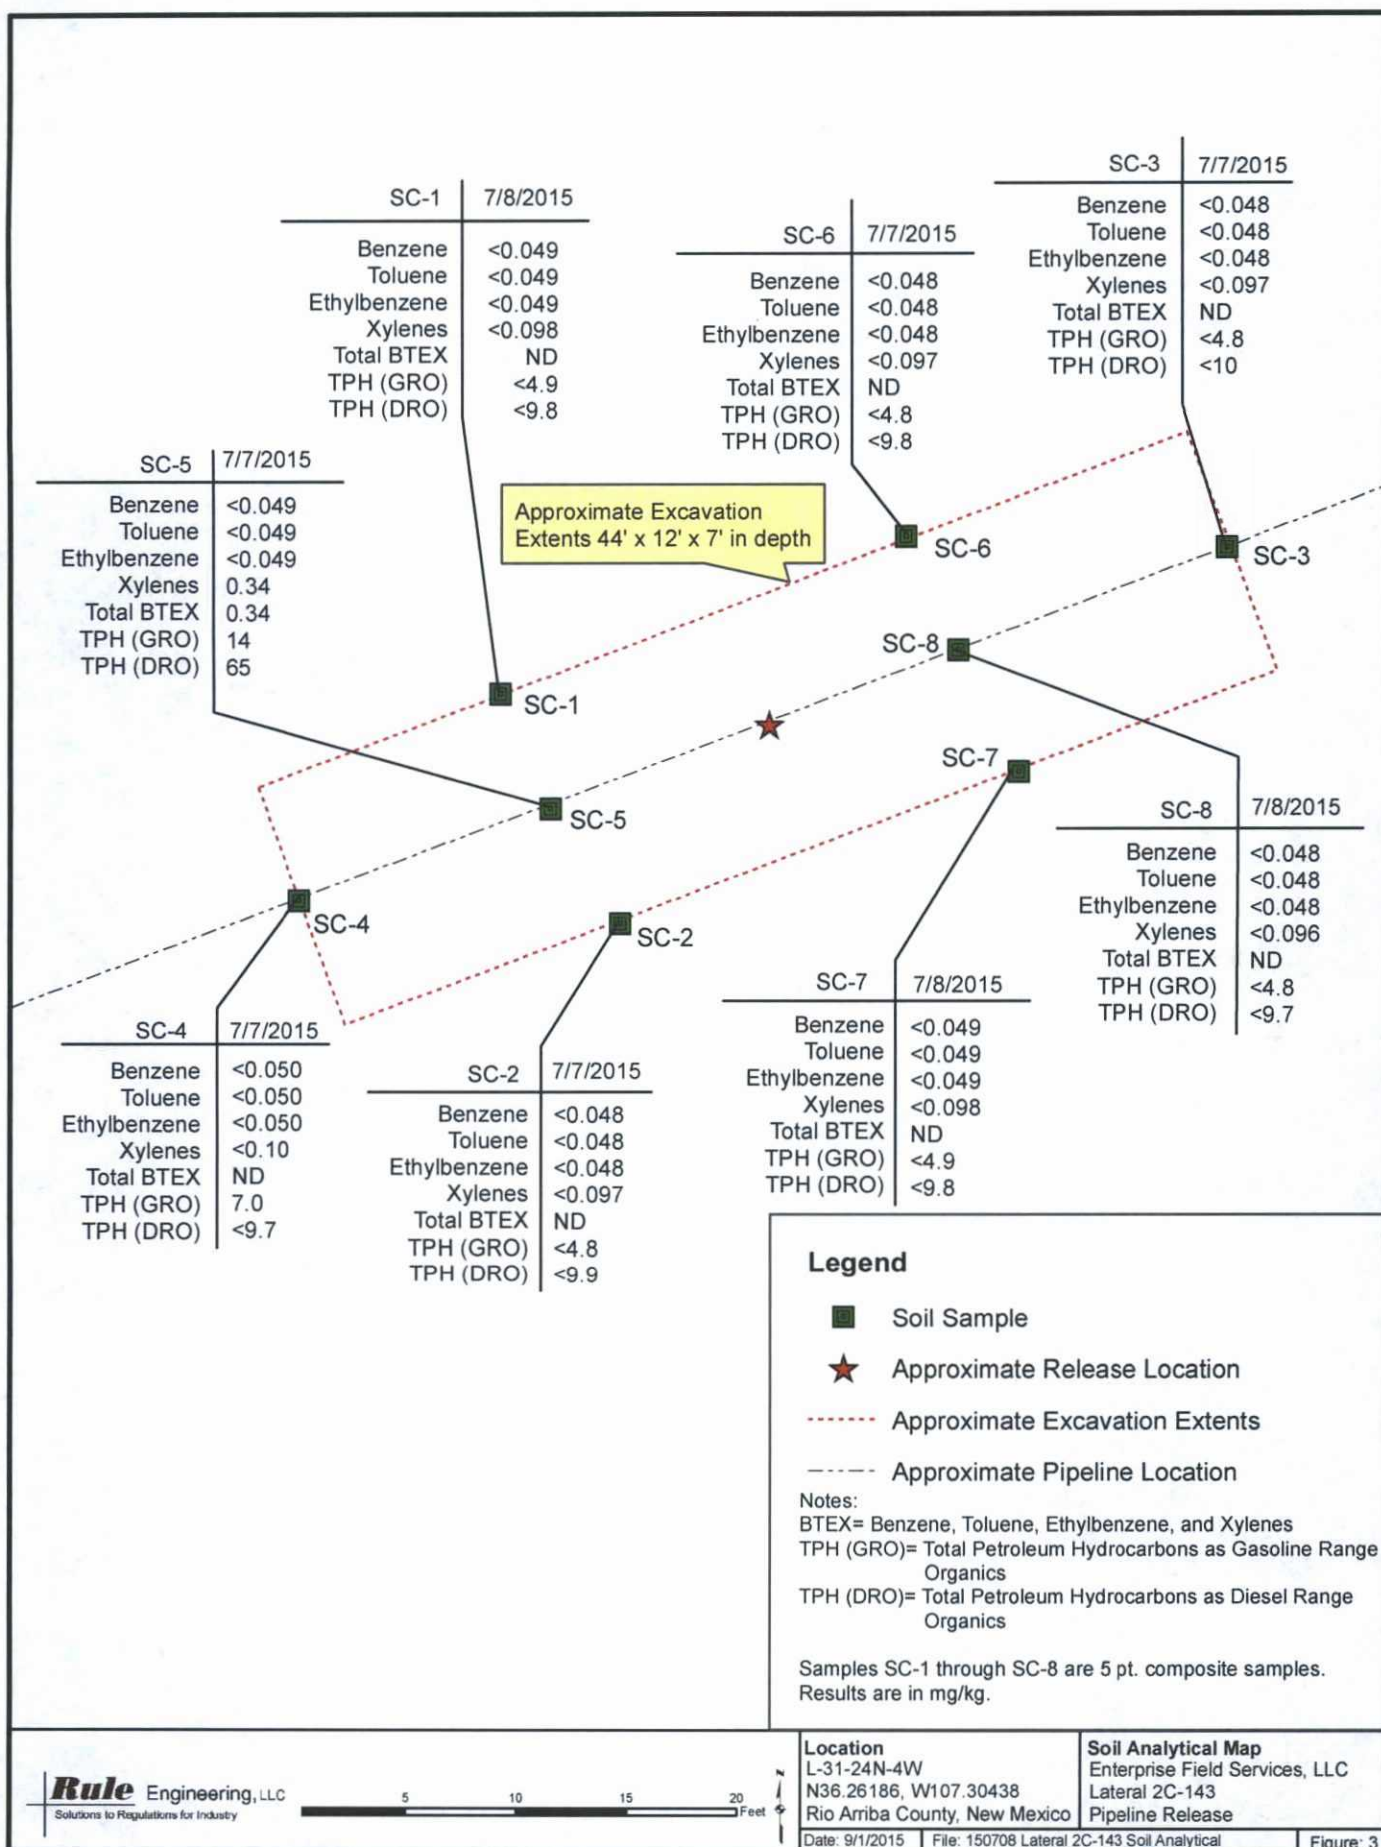 SC-1 7/8/2015
Benzene <0.049
Toluene <0.049
Ethylbenzene <0.049
Xylenes <0.098
Total BTEX ND
TPH (GRO) <4.9
TPH (DRO) <9.8
SC-6 7/7/2015
Benzene <0.048
Toluene <0.048
Ethylbenzene <0.048
Xylenes <0.097
Total BTEX ND
TPH (GRO) <4.8
TPH (DRO) <9.8
SC-3 7/7/2015
Benzene <0.048
Toluene <0.048
Ethylbenzene <0.048
Xylenes <0.097
Total BTEX ND
TPH (GRO) <4.8
TPH (DRO) <10
SC-5 7/7/2015
Benzene <0.049
Toluene <0.049
Ethylbenzene <0.049
Xylenes 0.34
Total BTEX 0.34
TPH (GRO) 14
TPH (DRO) 65
Approximate Excavation
Extents 44' x 12' x 7' in depth
SC-6
SC-3
SC-8
SC-1
SC-7
SC-5
SC-4
SC-2
SC-8 7/8/2015
Benzene <0.048
Toluene <0.048
Ethylbenzene <0.048
Xylenes <0.096
Total BTEX ND
TPH (GRO) <4.8
TPH (DRO) <9.7
SC-7 7/8/2015
Benzene <0.049
Toluene <0.049
Ethylbenzene <0.049
Xylenes <0.098
Total BTEX ND
TPH (GRO) <4.9
TPH (DRO) <9.8
SC-4 7/7/2015
Benzene <0.050
Toluene <0.050
Ethylbenzene <0.050
Xylenes <0.10
Total BTEX ND
TPH (GRO) 7.0
TPH (DRO) <9.7
SC-2 7/7/2015
Benzene <0.048
Toluene <0.048
Ethylbenzene <0.048
Xylenes <0.097
Total BTEX ND
TPH (GRO) <4.8
TPH (DRO) <9.9
Legend
Soil Sample
Approximate Release Location
Approximate Excavation Extents
Approximate Pipeline Location
Notes:
BTEX= Benzene, Toluene, Ethylbenzene, and Xylenes
TPH (GRO)= Total Petroleum Hydrocarbons as Gasoline Range
Organics
TPH (DRO)= Total Petroleum Hydrocarbons as Diesel Range
Organics
Samples SC-1 through SC-8 are 5 pt. composite samples.
Results are in mg/kg.
Rule Engineering, LLC
Solutions to Regulations for Industry
5 10 15 20
Feet
N
Location
L-31-24N-4W
N36.26186, W107.30438
Rio Arriba County, New Mexico
Soil Analytical Map
Enterprise Field Services, LLC
Lateral 2C-143
Pipeline Release
Date: 9/1/2015 File: 150708 Lateral 2C-143 Soil Analytical Figure: 3